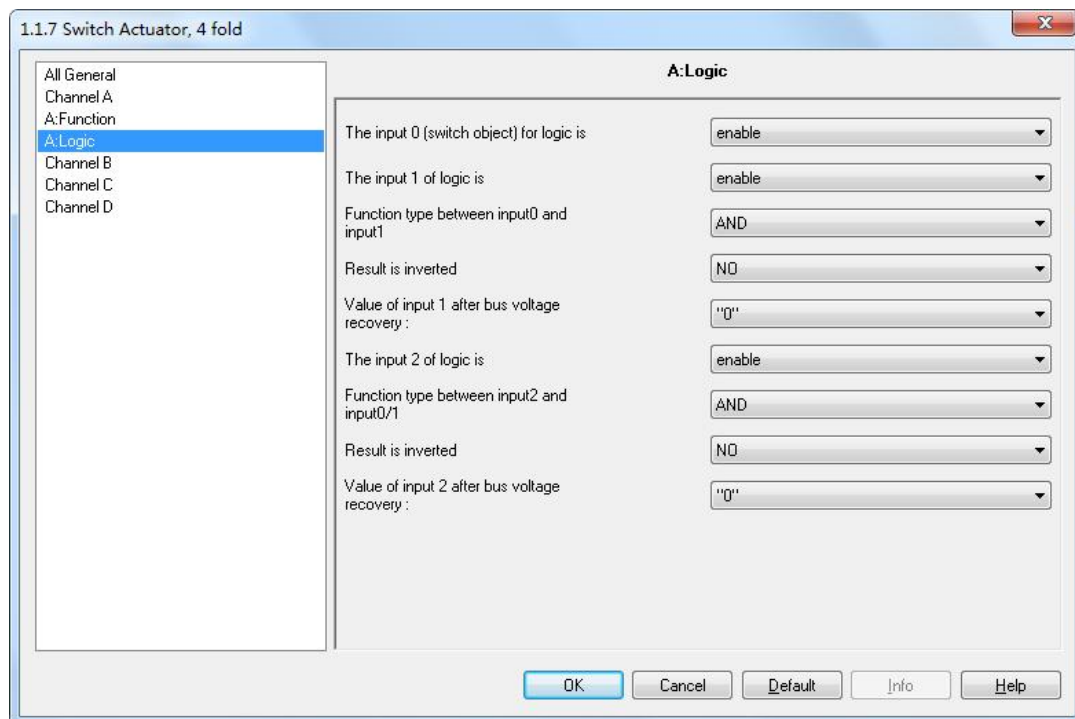 1.1.7 Switch Actuator, 4 fold
All General
Channel A
A:Function
A:Logic
Channel B
Channel C
Channel D
A:Logic
The input 0 (switch object) for logic is
enable
The input 1 of logic is
enable
Function type between input0 and
input1
AND
Result is inverted
NO
Value of input 1 after bus voltage
recovery :
"0"
The input 2 of logic is
enable
Function type between input2 and
input0/1
AND
Result is inverted
NO
Value of input 2 after bus voltage
recovery :
"0"
OK
Cancel
Default
Info
Help